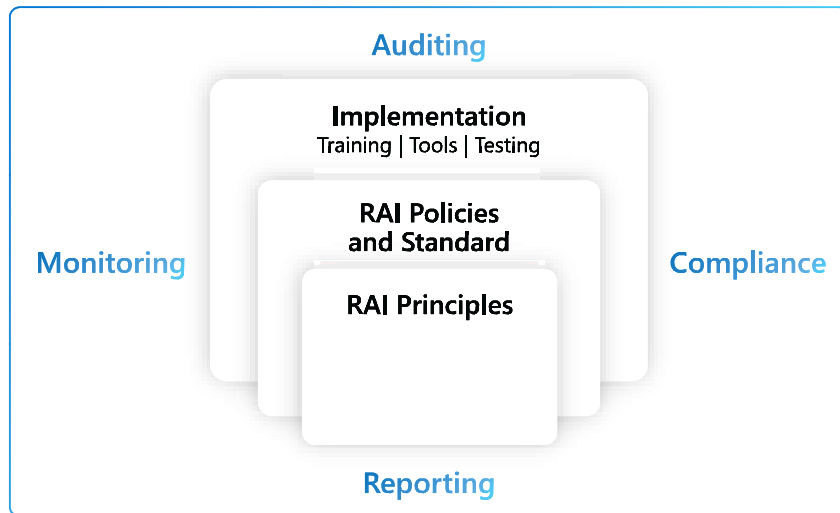 Auditing
Implementation
Training | Tools | Testing
RAI Policies
and Standard
Monitoring
Compliance
RAI Principles
Reporting